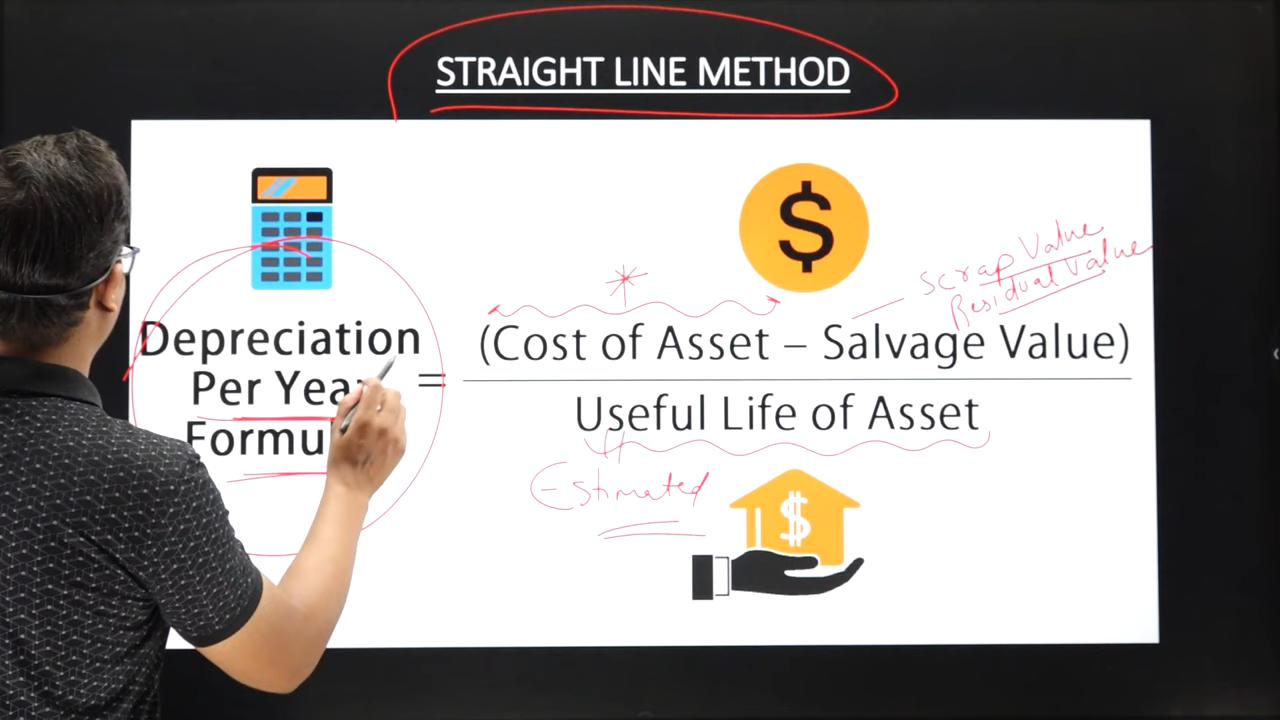 STRAIGHT LINE METHOD
$
Scrap Value
Residual Value
Depreciation
Per Year
Formu
=
(Cost of Asset – Salvage Value)
Useful Life of Asset
Estimated
$